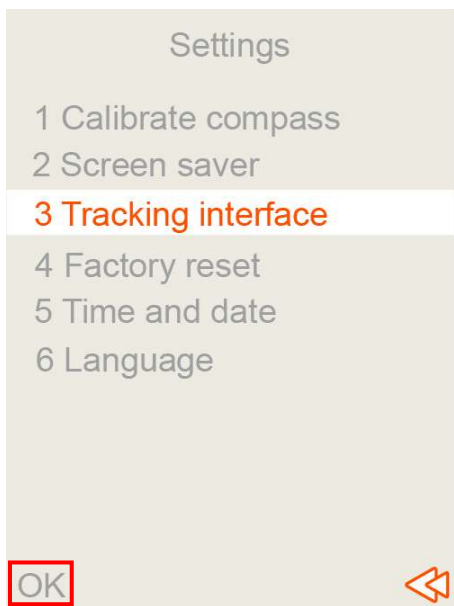 Settings
1 Calibrate compass
2 Screen saver
3 Tracking interface
4 Factory reset
5 Time and date
6 Language
OK